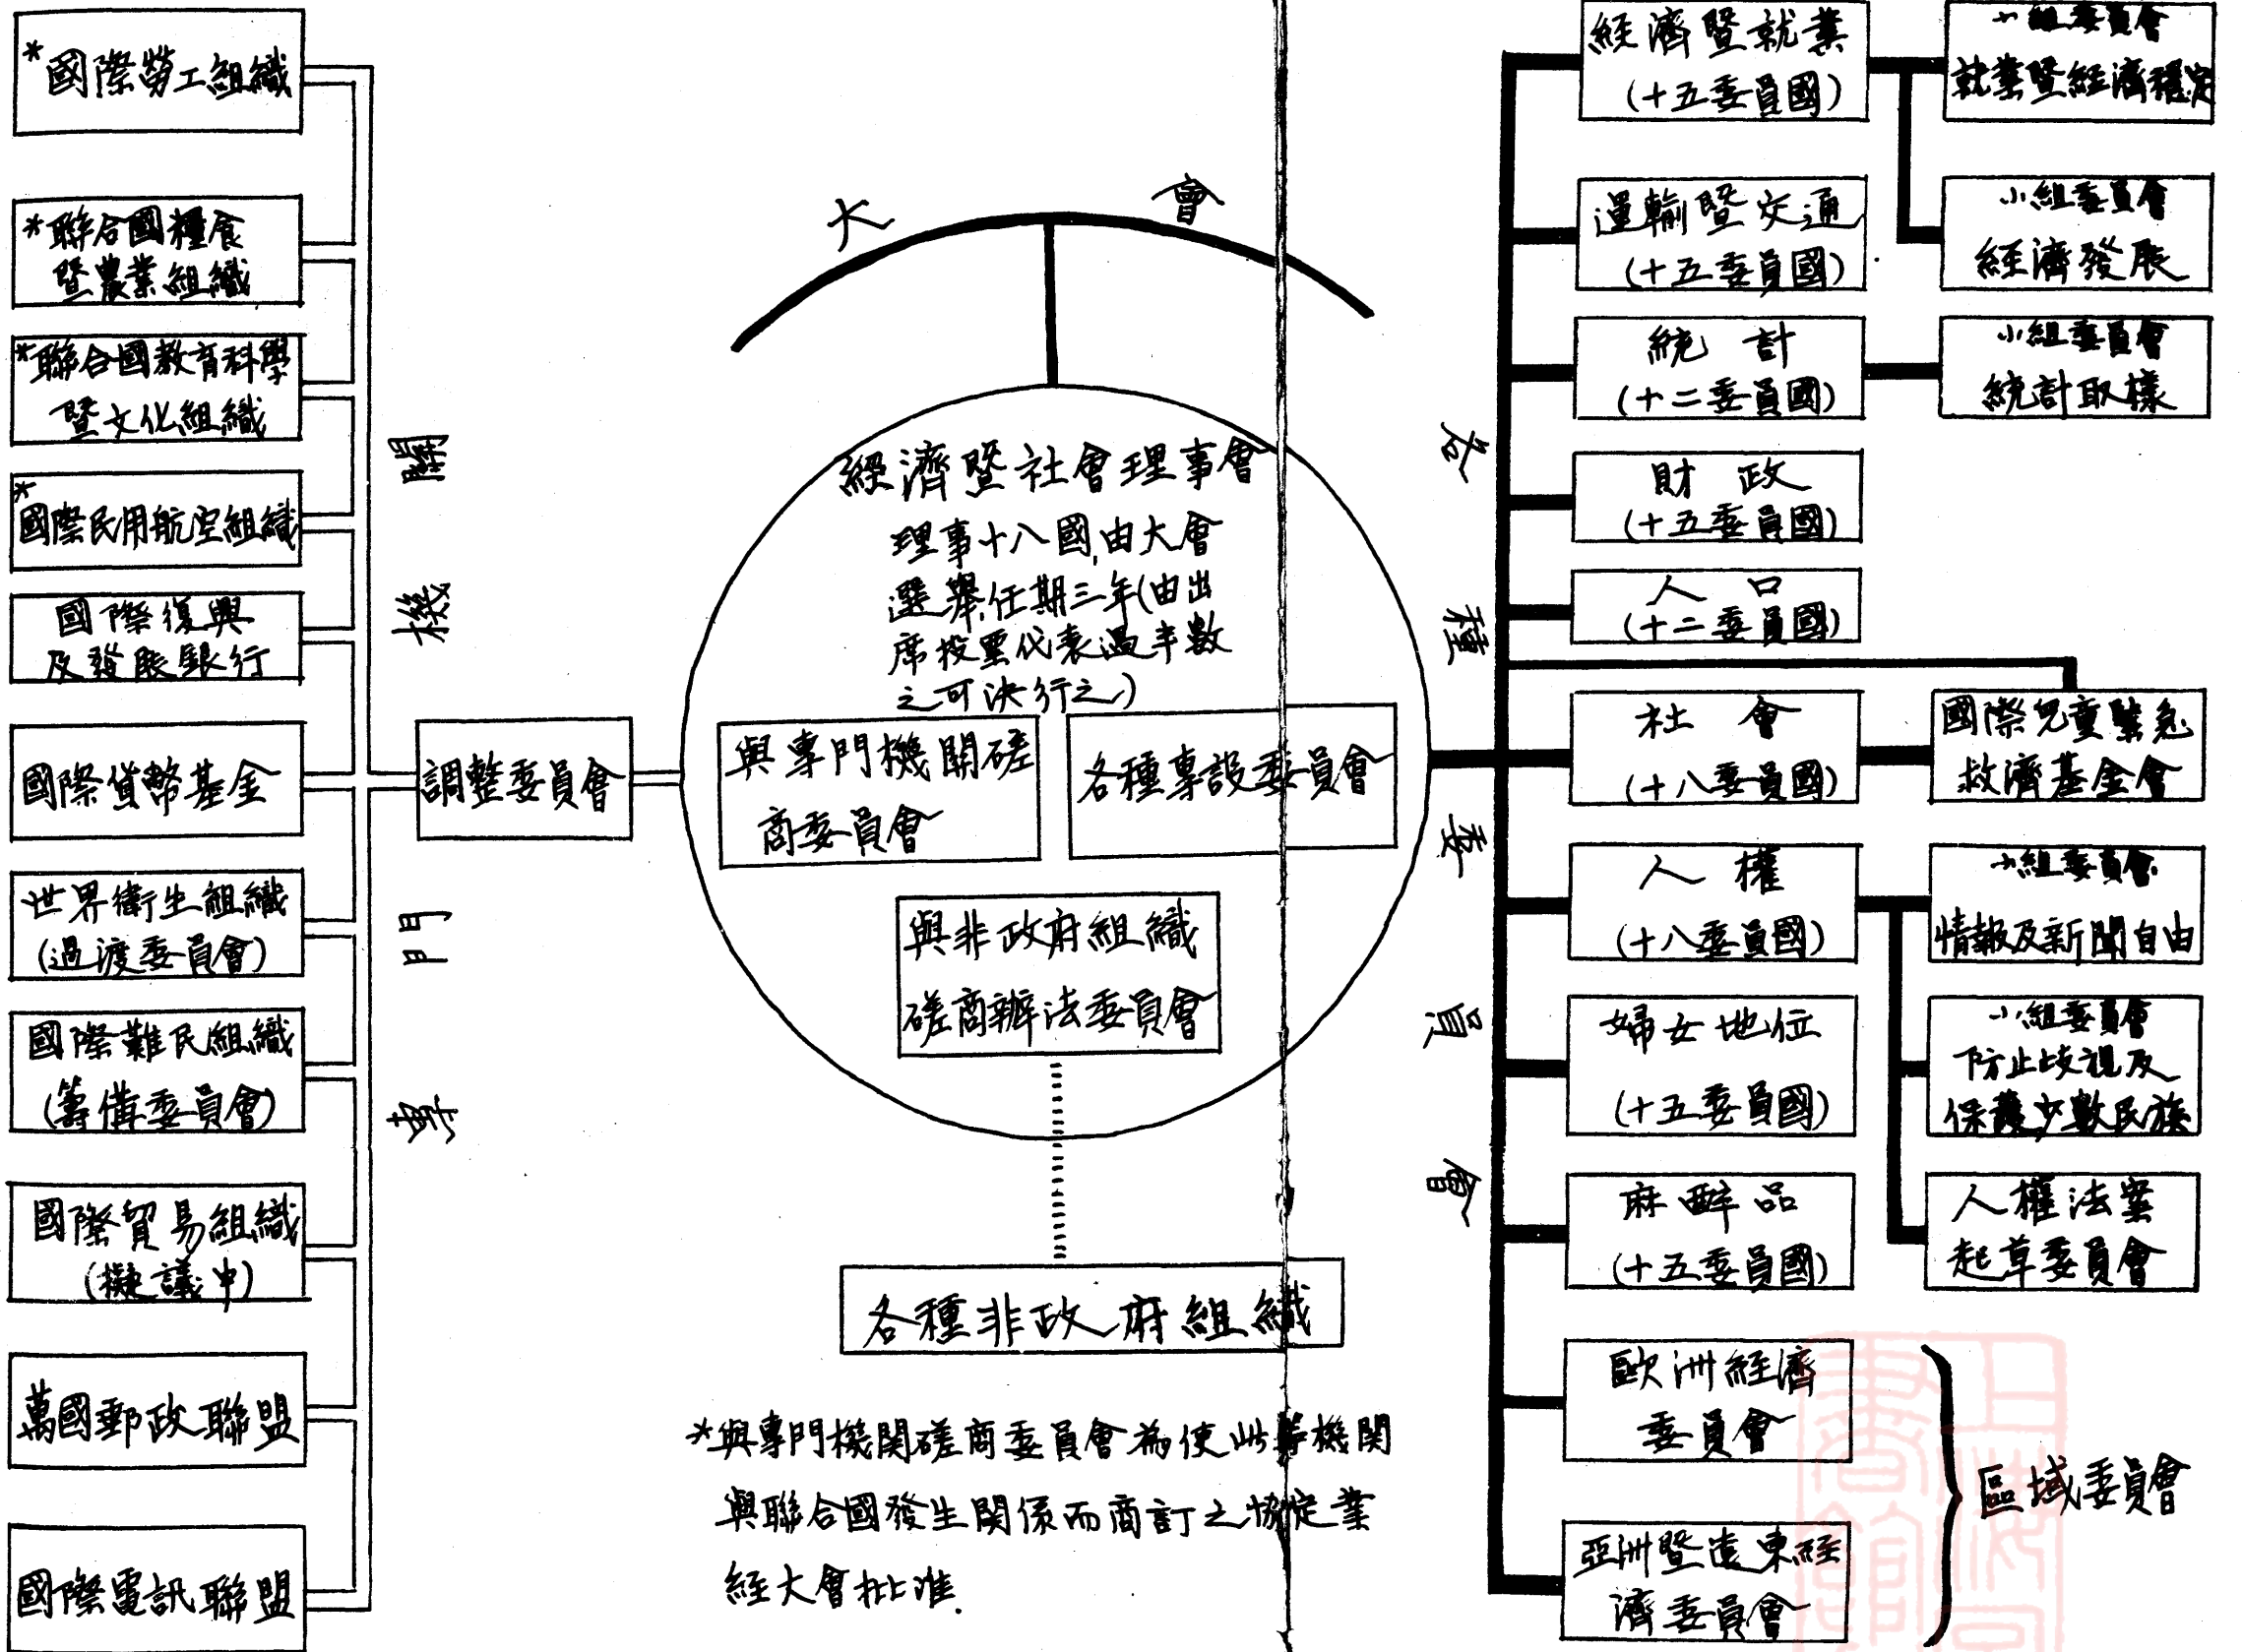 *國際勞工組織
*聯合國糧食
暨農業組織
*聯合國教育科學
暨文化組織
*國際民用航空組織
國際復興
及發展銀行
國際貨幣基金
世界衛生組織
(過渡委員會)
國際難民組織
(籌備委員會)
國際貿易組織
(擬議中)
萬國郵政聯盟
國際電訊聯盟
專門機關
調整委員會
大會
經濟暨社會理事會
理事十八國,由大會
選舉,任期三年(由出
席投票代表過半數
之可決行之)
與專門機關磋
商委員會
各種專設委員會
與非政府組織
磋商辦法委員會
各種非政府組織
*與專門機関磋商委員會為使此等機関
與聯合國發生関係而商訂之協定業
經大會批准.
各種委員會
經濟暨就業
(十五委員國)
小組委員會
就業暨經濟穩定
小組委員會
經濟發展
運輸暨交通
(十五委員國)
統計
(十二委員國)
小組委員會
統計取樣
財政
(十五委員國)
人口
(十二委員國)
社會
(十八委員國)
國際兒童緊急
救濟基金會
人權
(十八委員國)
小組委員會
情報及新聞自由
小組委員會
防止歧視及
保護少數民族
人權法案
起草委員會
婦女地位
(十五委員國)
麻醉品
(十五委員國)
歐洲經濟
委員會
亞洲暨遠東經
濟委員會
區域委員會